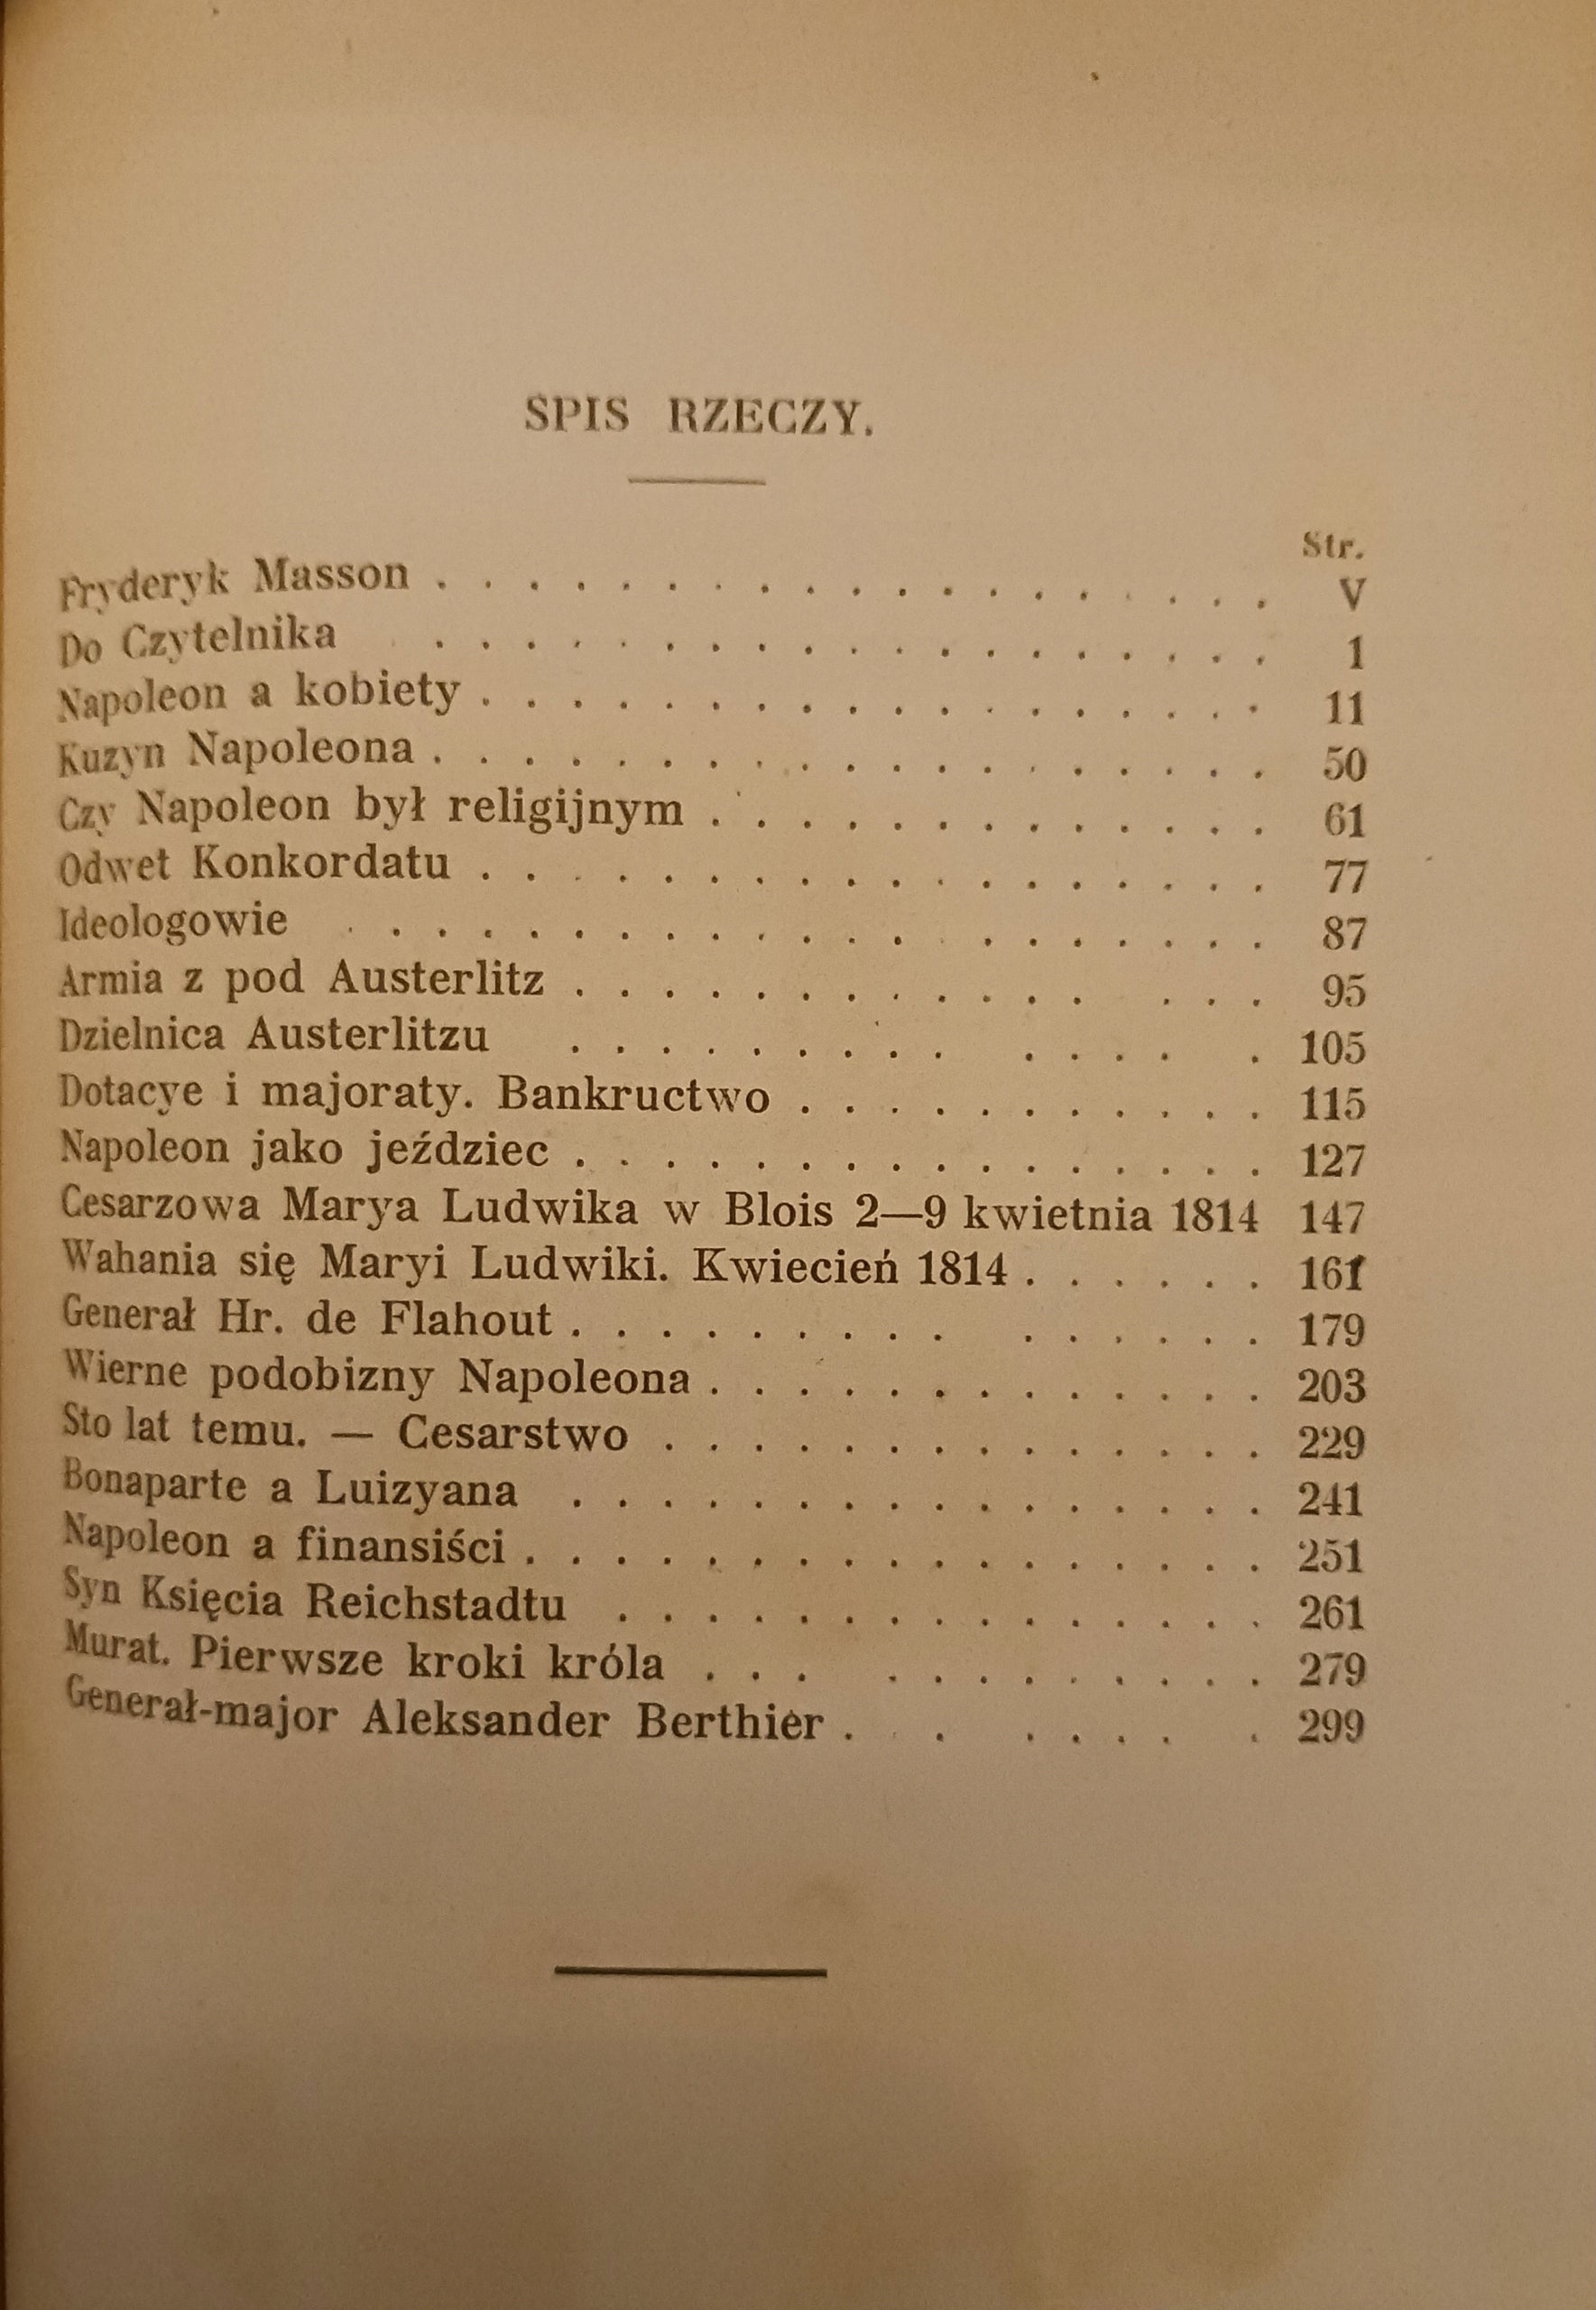 SPIS RZECZY.
Str.
Fryderyk Masson . . . . . . . . . . . . . . . . . . . V
Do Czytelnika . . . . . . . . . . . . . . . . . . . 1
Napoleon a kobiety . . . . . . . . . . . . . . . . . . 11
Kuzyn Napoleona . . . . . . . . . . . . . . . . . . . 50
Czy Napoleon był religijnym . . . . . . . . . . . . . 61
Odwet Konkordatu . . . . . . . . . . . . . . . . . . 77
Ideologowie . . . . . . . . . . . . . . . . . . . . 87
Armia z pod Austerlitz . . . . . . . . . . . . . . . 95
Dzielnica Austerlitzu . . . . . . . . . . . . . . 105
Dotacye i majoraty. Bankructwo . . . . . . . . . . . 115
Napoleon jako jeździec . . . . . . . . . . . . . . . . 127
Cesarzowa Marya Ludwika w Blois 2—9 kwietnia 1814 147
Wahania się Maryi Ludwiki. Kwiecień 1814 . . . . . . 161
Generał Hr. de Flahout . . . . . . . . . . . . . . . 179
Wierne podobizny Napoleona . . . . . . . . . . . . . 203
Sto lat temu. — Cesarstwo . . . . . . . . . . . . . . 229
Bonaparte a Luizyana . . . . . . . . . . . . . . . . 241
Napoleon a finansiści . . . . . . . . . . . . . . . . . 251
Syn Księcia Reichstadtu . . . . . . . . . . . . . . . 261
Murat. Pierwsze kroki króla . . . . . . . . . . . . 279
Generał-major Aleksander Berthier . . . . . . . . 299